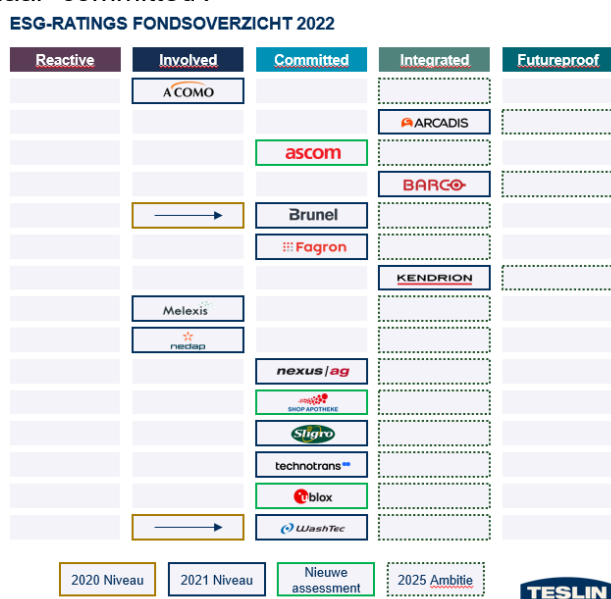 ESG-RATINGS FONDSOVERZICHT 2022
Reactive Involved Committed Integrated Futureproof
ACOMO
ARCADIS
ascom
BARCO
Brunel
Fagron
KENDRION
Melexis
nedap
nexus|ag
SHOP APOTHEKE
Sligro
technotrans
ublox
WashTec
2020 Niveau 2021 Niveau Nieuwe assessment 2025 Ambitie
TESLIN